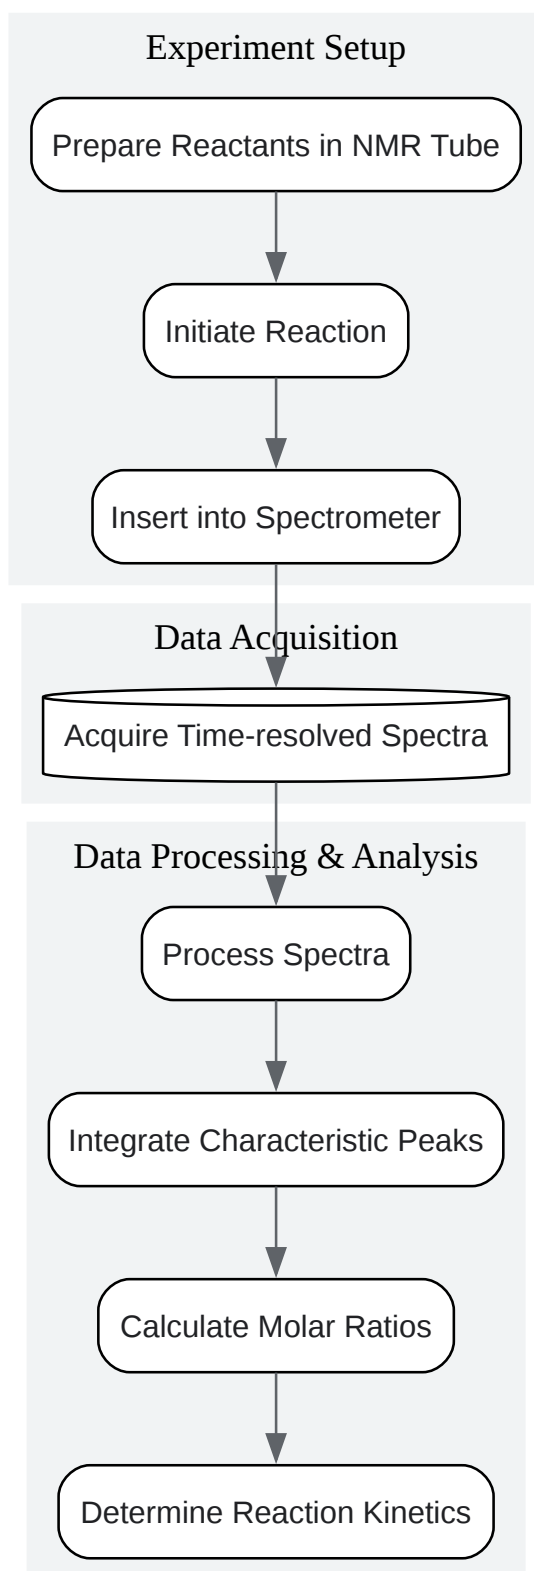 Experiment Setup
Prepare Reactants in NMR Tube
Initiate Reaction
Insert into Spectrometer
Data Acquisition
Acquire Time-resolved Spectra
Data Processing & Analysis
Process Spectra
Integrate Characteristic Peaks
Calculate Molar Ratios
Determine Reaction Kinetics